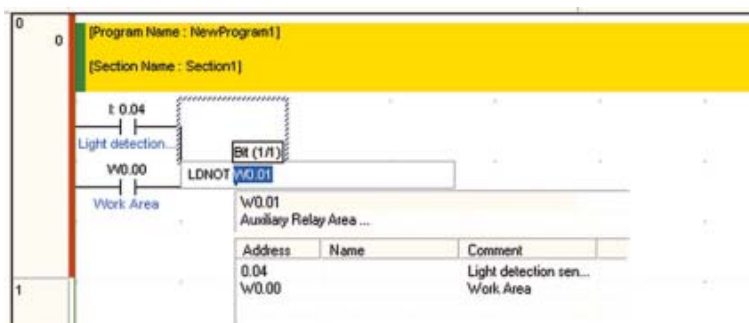 0
0
[Program Name : NewProgram1]
[Section Name : Section1]
I: 0.04
Light detection...
W0.00
Work Area
Bit (1/1)
LDNOT W0.01
W0.01
Auxiliary Relay Area ...
Address Name Comment
0.04 Light detection sen...
W0.00 Work Area
1